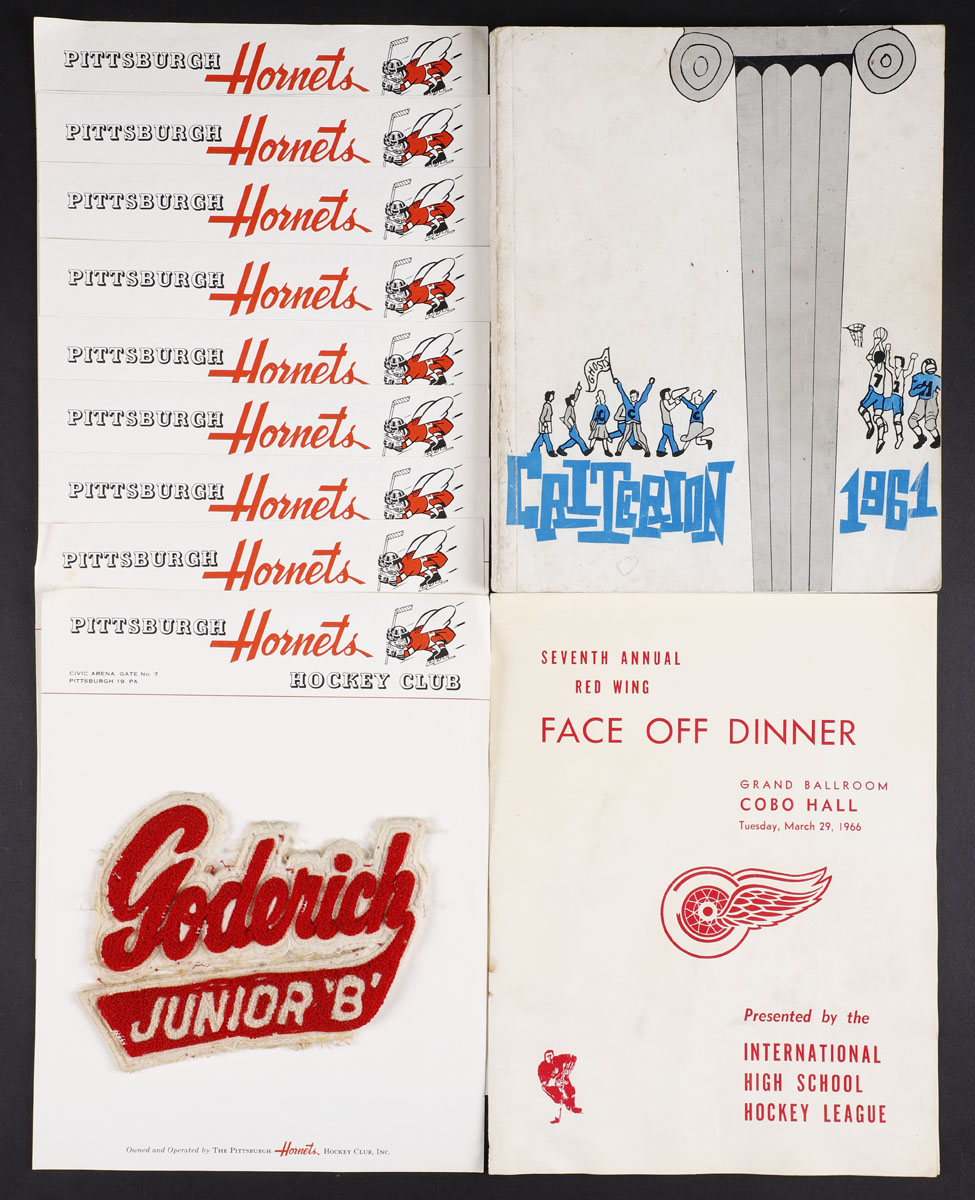 PITTSBURGH Hornets
PITTSBURGH Hornets
PITTSBURGH Hornets
PITTSBURGH Hornets
PITTSBURGH Hornets
PITTSBURGH Hornets
PITTSBURGH Hornets
PITTSBURGH Hornets
PITTSBURGH Hornets
HOCKEY CLUB
CIVIC ARENA, GATE No. 7
PITTSBURGH 19, PA.
Goderich
JUNIOR 'B'
Owned and Operated by THE PITTSBURGH Hornets HOCKEY CLUB, INC.
GHOSTS
C C C
7
CRITERION 1961
SEVENTH ANNUAL
RED WING
FACE OFF DINNER
GRAND BALLROOM
COBO HALL
Tuesday, March 29, 1966
Presented by the
INTERNATIONAL
HIGH SCHOOL
HOCKEY LEAGUE